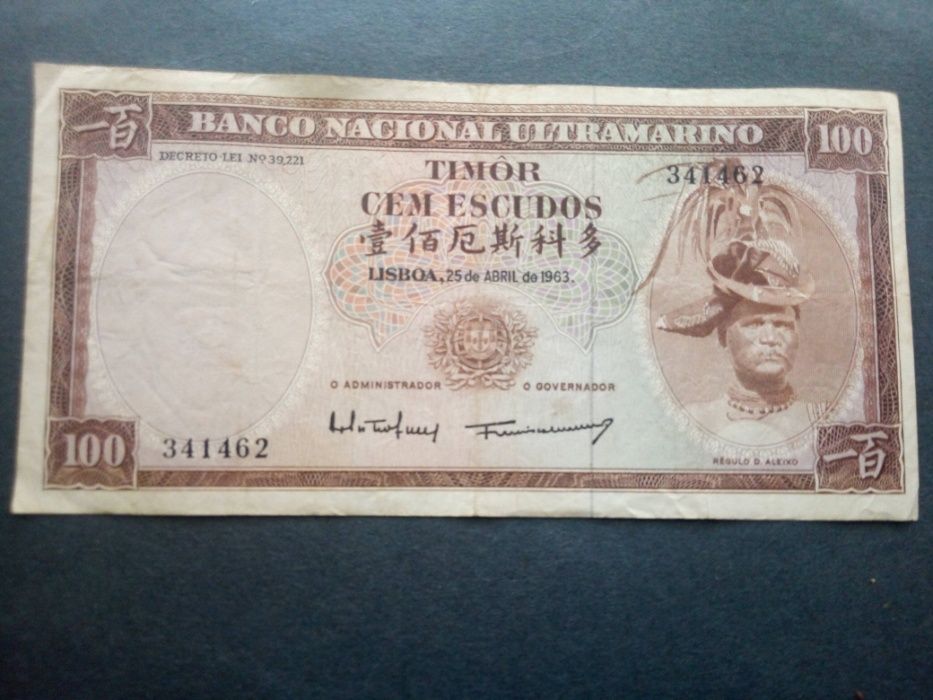 一百
BANCO NACIONAL ULTRAMARINO
100
DECRETO-LEI Nº 39,221
TIMÔR
341462
CEM ESCUDOS
壹佰厄斯科多
LISBOA, 25 de ABRIL de 1963.
O ADMINISTRADOR
O GOVERNADOR
100
341462
RÉGULO D. ALEIXO
一百